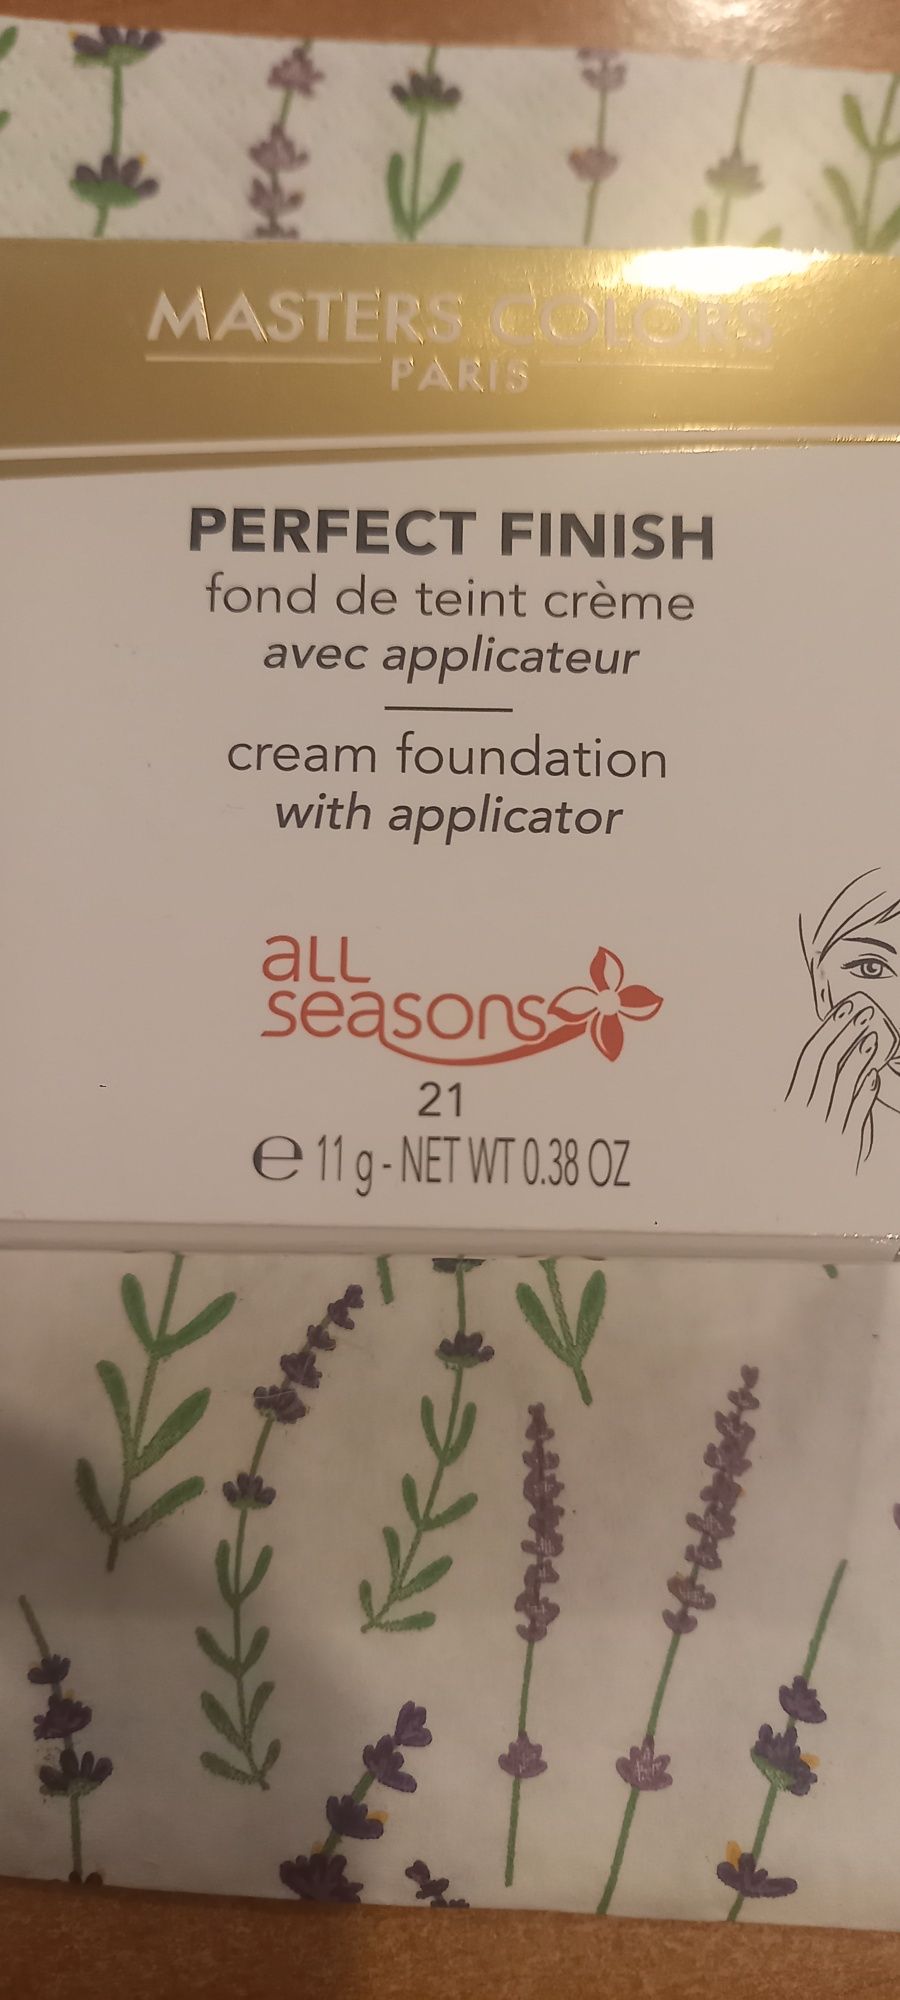 MASTERS COLORS
PARIS
PERFECT FINISH
fond de teint crème
avec applicateur
cream foundation
with applicator
all
seasons
21
e 11 g - NET WT 0.38 OZ